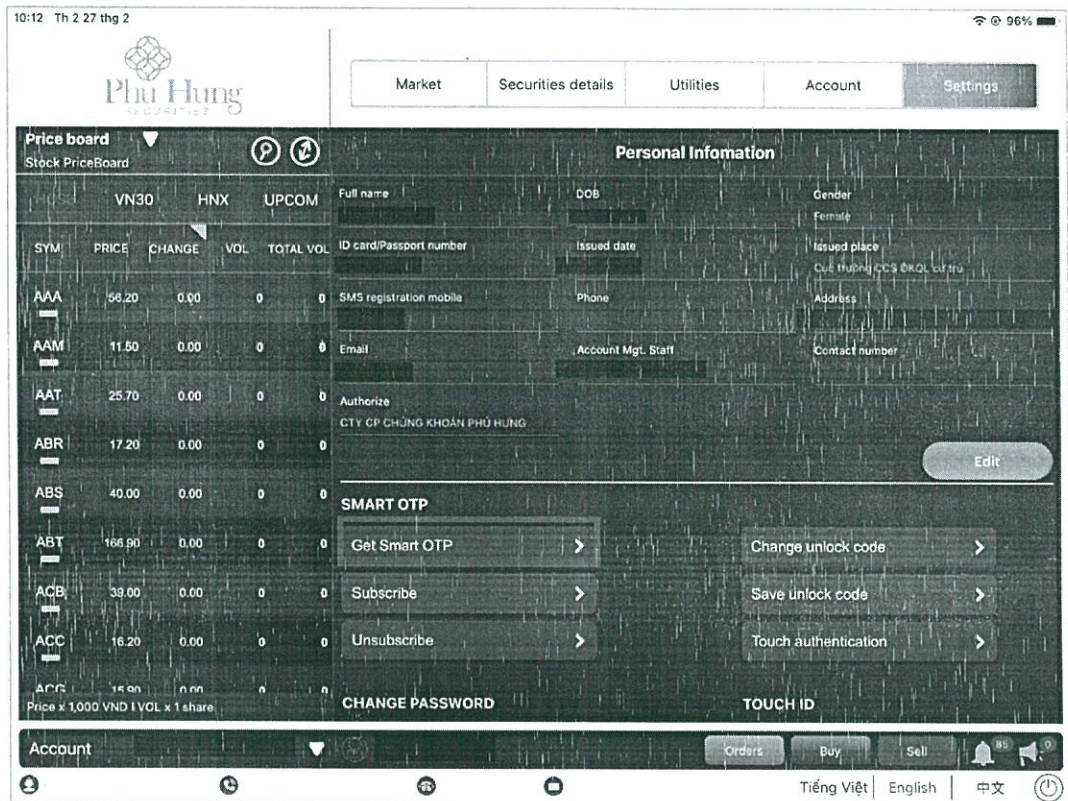 10:12 Th 2 27 thg 2
96%
Phu Hung
SECURITIES
Market Securities details Utilities Account Settings
Price board
Stock PriceBoard
VN30 HNX UPCOM
SYM PRICE CHANGE VOL TOTAL VOL
AAA 56.20 0.00 0 0
AAM 11.50 0.00 0 0
AAT 25.70 0.00 0 0
ABR 17.20 0.00 0 0
ABS 40.00 0.00 0 0
ABT 166.90 0.00 0 0
ACB 39.00 0.00 0 0
ACC 16.20 0.00 0 0
ACG 15.90 0.00 0 0
Price x 1,000 VND I VOL x 1 share
Personal Infomation
Full name DOB Gender
Female
ID card/Passport number Issued date Issued place
Cục trưởng CCS ĐKQL cư trú
SMS registration mobile Phone Address
Email Account Mgt. Staff Contact number
Authorize
CTY CP CHỨNG KHOÁN PHÚ HƯNG
Edit
SMART OTP
Get Smart OTP Change unlock code
Subscribe Save unlock code
Unsubscribe Touch authentication
CHANGE PASSWORD TOUCH ID
Account Orders Buy Sell 85 0
Tiếng Việt English 中文